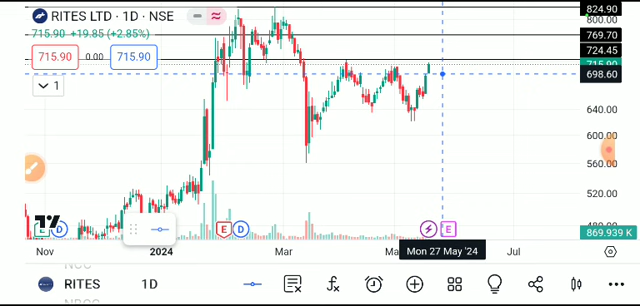 RITES LTD · 1D · NSE
824.90
800.00
715.90 +19.85 (+2.85%)
769.70
715.90 0.00 715.90
724.45
715.90
698.60
1
640.00
600.00
560.00
520.00
480.00
E D E D E
869.939 K
Nov 2024 Mar Mon 27 May '24 Jul
NCC
RITES 1D